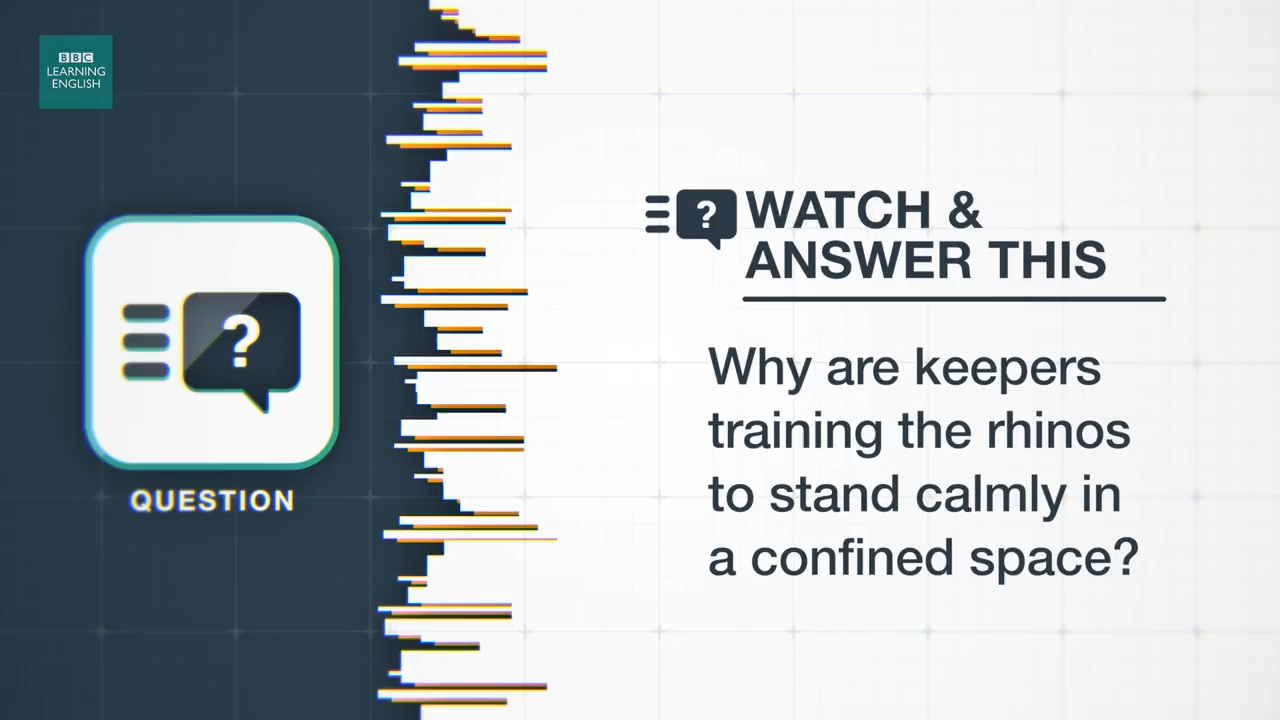 BBC
LEARNING
ENGLISH
?
QUESTION
? WATCH &
ANSWER THIS
Why are keepers
training the rhinos
to stand calmly in
a confined space?